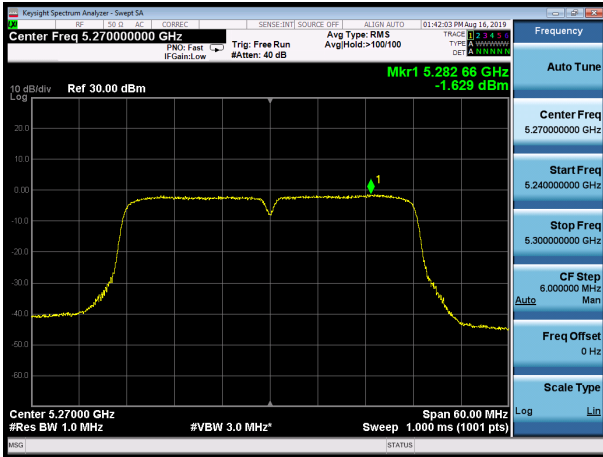 Keysight Spectrum Analyzer - Swept SA
RF 50 Ω AC CORREC SENSE:INT SOURCE OFF ALIGN AUTO 01:42:03 PM Aug 16, 2019
Center Freq 5.270000000 GHz
PNO: Fast
IFGain:Low
Trig: Free Run
#Atten: 40 dB
Avg Type: RMS
Avg|Hold:>100/100
TRACE 1 2 3 4 5 6
TYPE A WWWWW
DET A N N N N N
Mkr1 5.282 66 GHz
-1.629 dBm
10 dB/div
Log
Ref 30.00 dBm
20.0
10.0
0.00
-10.0
-20.0
-30.0
-40.0
-50.0
-60.0
1
Center 5.27000 GHz
Span 60.00 MHz
#Res BW 1.0 MHz
#VBW 3.0 MHz*
Sweep 1.000 ms (1001 pts)
MSG
STATUS
Frequency
Auto Tune
Center Freq
5.270000000 GHz
Start Freq
5.240000000 GHz
Stop Freq
5.300000000 GHz
CF Step
6.000000 MHz
Auto Man
Freq Offset
0 Hz
Scale Type
Log Lin